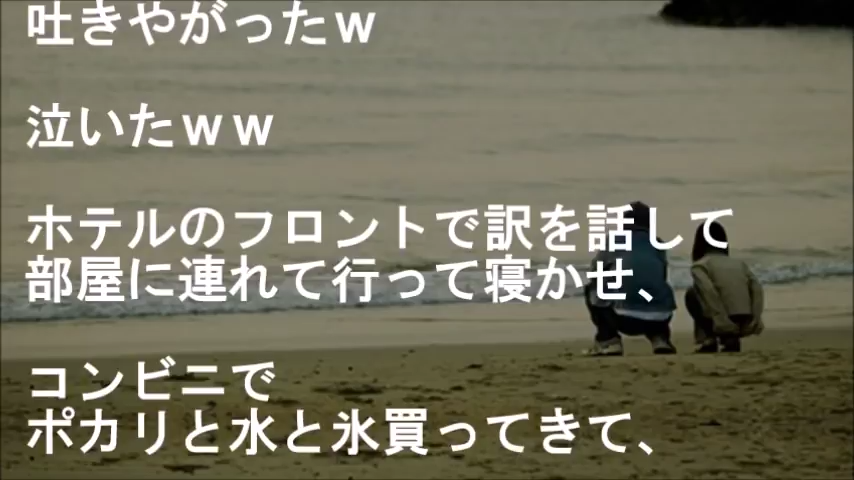 吐きやがったｗ
泣いたｗｗ
ホテルのフロントで訳を話して
部屋に連れて行って寝かせ、
コンビニで
ポカリと水と氷買ってきて、